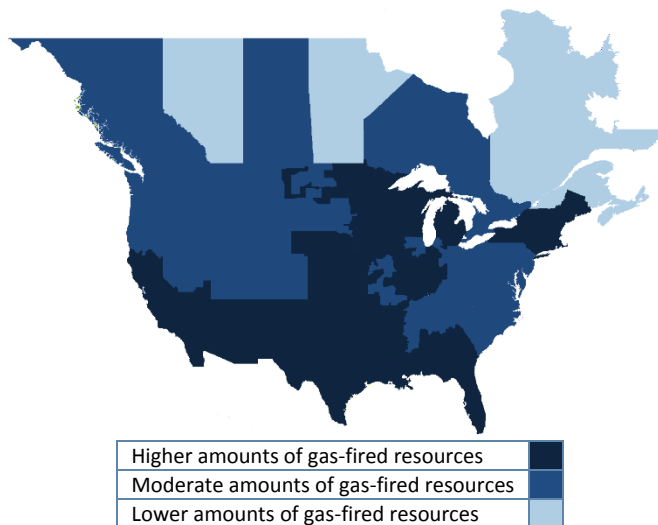 Higher amounts of gas-fired resources
Moderate amounts of gas-fired resources
Lower amounts of gas-fired resources